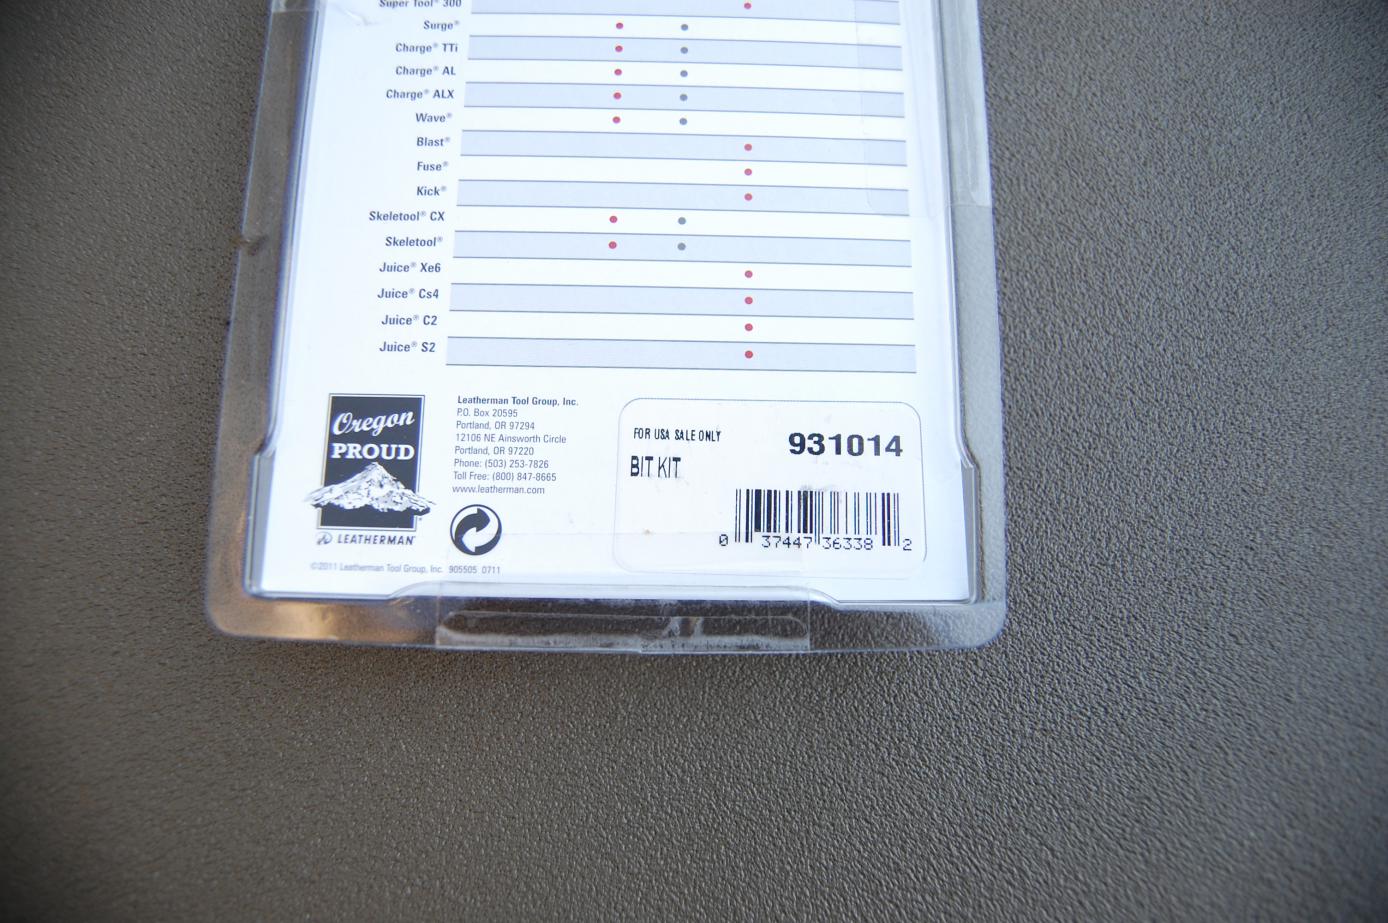 Super Tool® 300
Surge®
Charge® TTi
Charge® AL
Charge® ALX
Wave®
Blast®
Fuse®
Kick®
Skeletool® CX
Skeletool®
Juice® Xe6
Juice® Cs4
Juice® C2
Juice® S2
Oregon
PROUD
LEATHERMAN®
Leatherman Tool Group, Inc.
P.O. Box 20595
Portland, OR 97294
12106 NE Ainsworth Circle
Portland, OR 97220
Phone: (503) 253-7826
Toll Free: (800) 847-8665
www.leatherman.com
©2011 Leatherman Tool Group, Inc. 905505 0711
FOR USA SALE ONLY
931014
BIT KIT
0 37447 36338 2